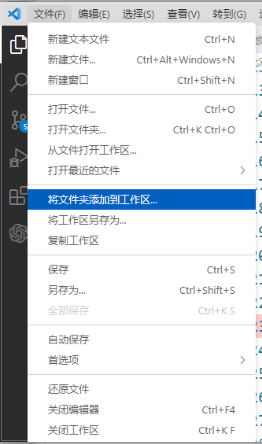 文件(F) 编辑(E) 选择(S) 查看(V) 转到(G)
新建文本文件 Ctrl+N
新建文件... Ctrl+Alt+Windows+N
新建窗口 Ctrl+Shift+N
打开文件... Ctrl+O
打开文件夹... Ctrl+K Ctrl+O
从文件打开工作区...
打开最近的文件
将文件夹添加到工作区...
将工作区另存为...
复制工作区
保存 Ctrl+S
另存为... Ctrl+Shift+S
全部保存 Ctrl+K S
自动保存
首选项
还原文件
关闭编辑器 Ctrl+F4
关闭工作区 Ctrl+K F